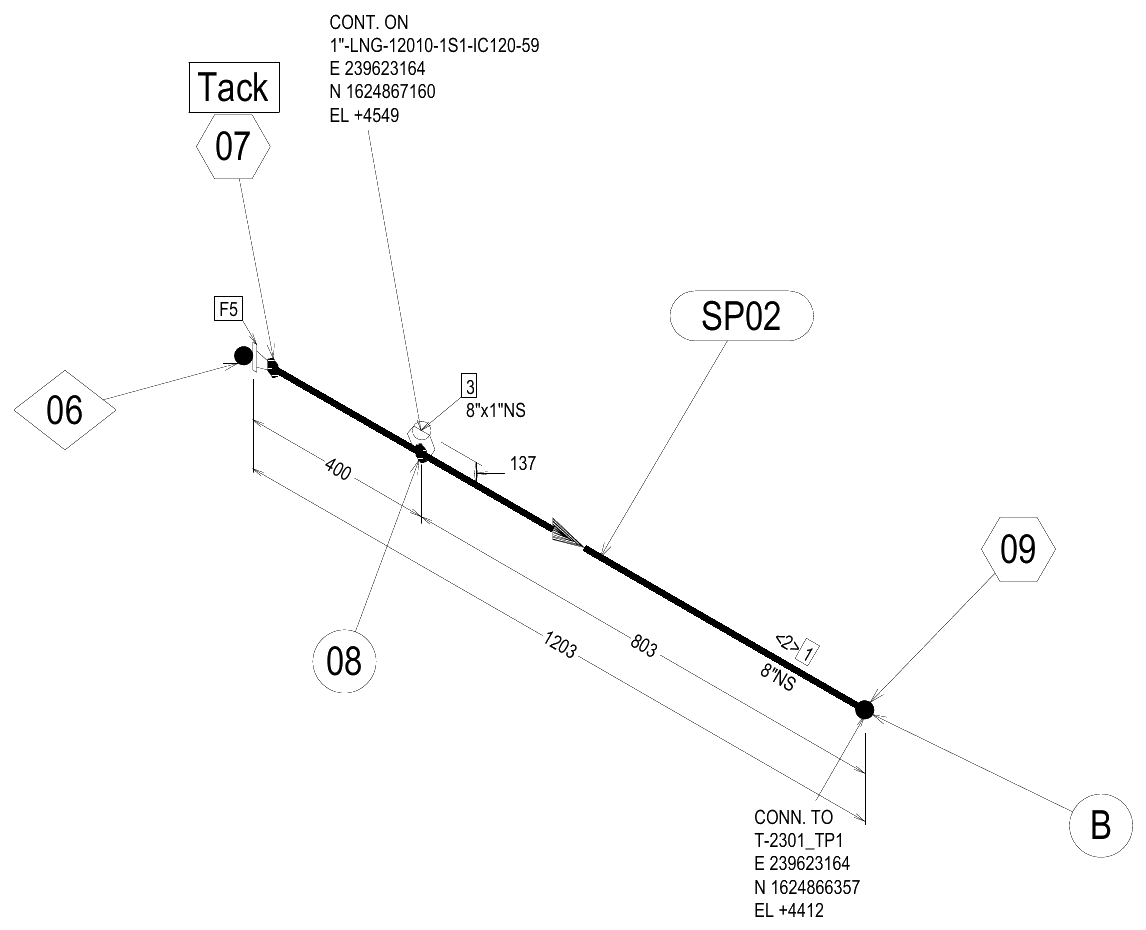 CONT. ON
1"-LNG-12010-1S1-IC120-59
E 239623164
N 1624867160
EL +4549
Tack
07
F5
SP02
06
3
8"x1"NS
137
400
09
08
1203
803
<2> 1
8"NS
CONN. TO
T-2301_TP1
E 239623164
N 1624866357
EL +4412
B